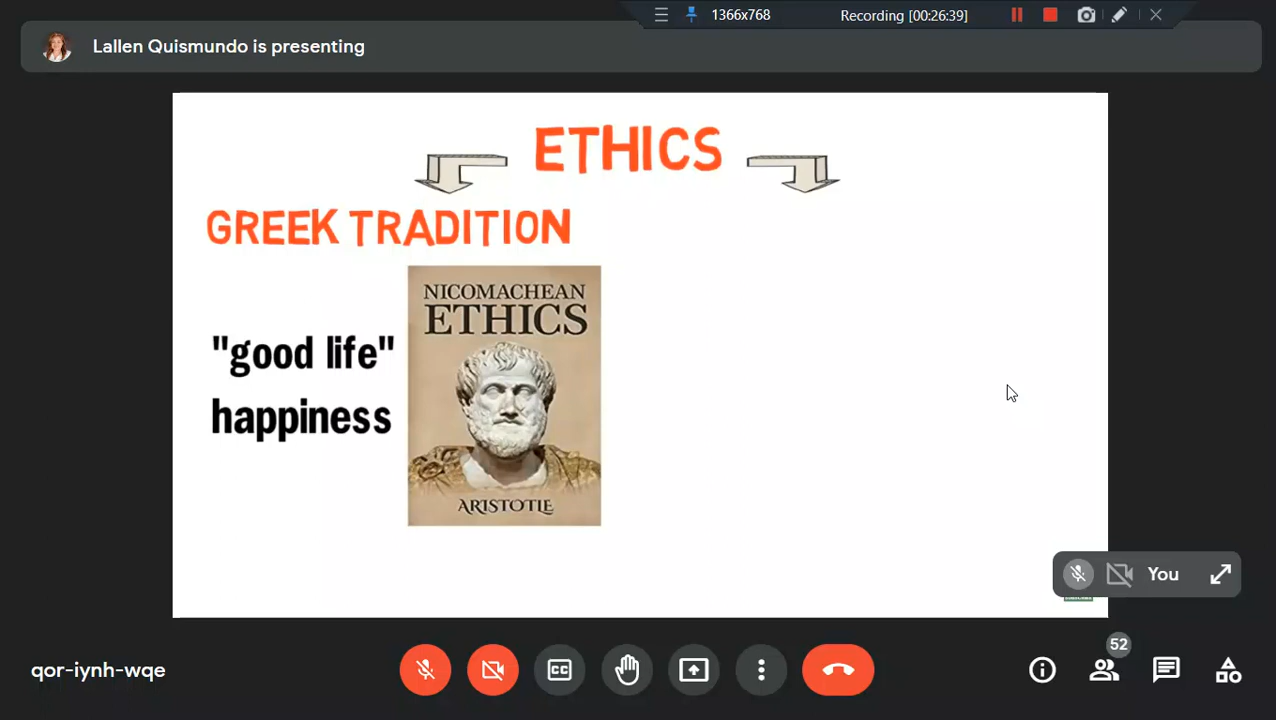 1366x768
Recording [00:26:39]
Lallen Quismundo is presenting
ETHICS
GREEK TRADITION
NICOMACHEAN
ETHICS
"good life"
happiness
ARISTOTLE
You
52
qor-iynh-wqe
CC